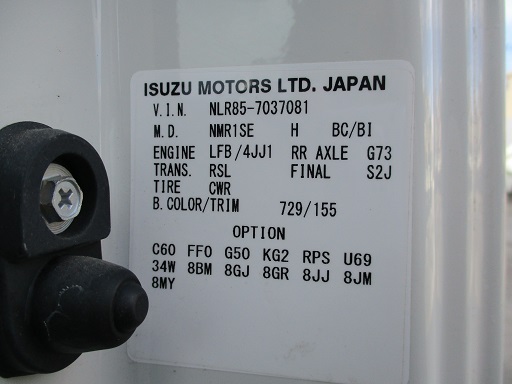 ISUZU MOTORS LTD. JAPAN
V.I.N. NLR85-7037081
M.D. NMR1SE H BC/BI
ENGINE LFB/4JJ1 RR AXLE G73
TRANS. RSL FINAL S2J
TIRE CWR
B.COLOR/TRIM 729/155
OPTION
C60 FF0 G50 KG2 RPS U69
34W 8BM 8GJ 8GR 8JJ 8JM
8MY